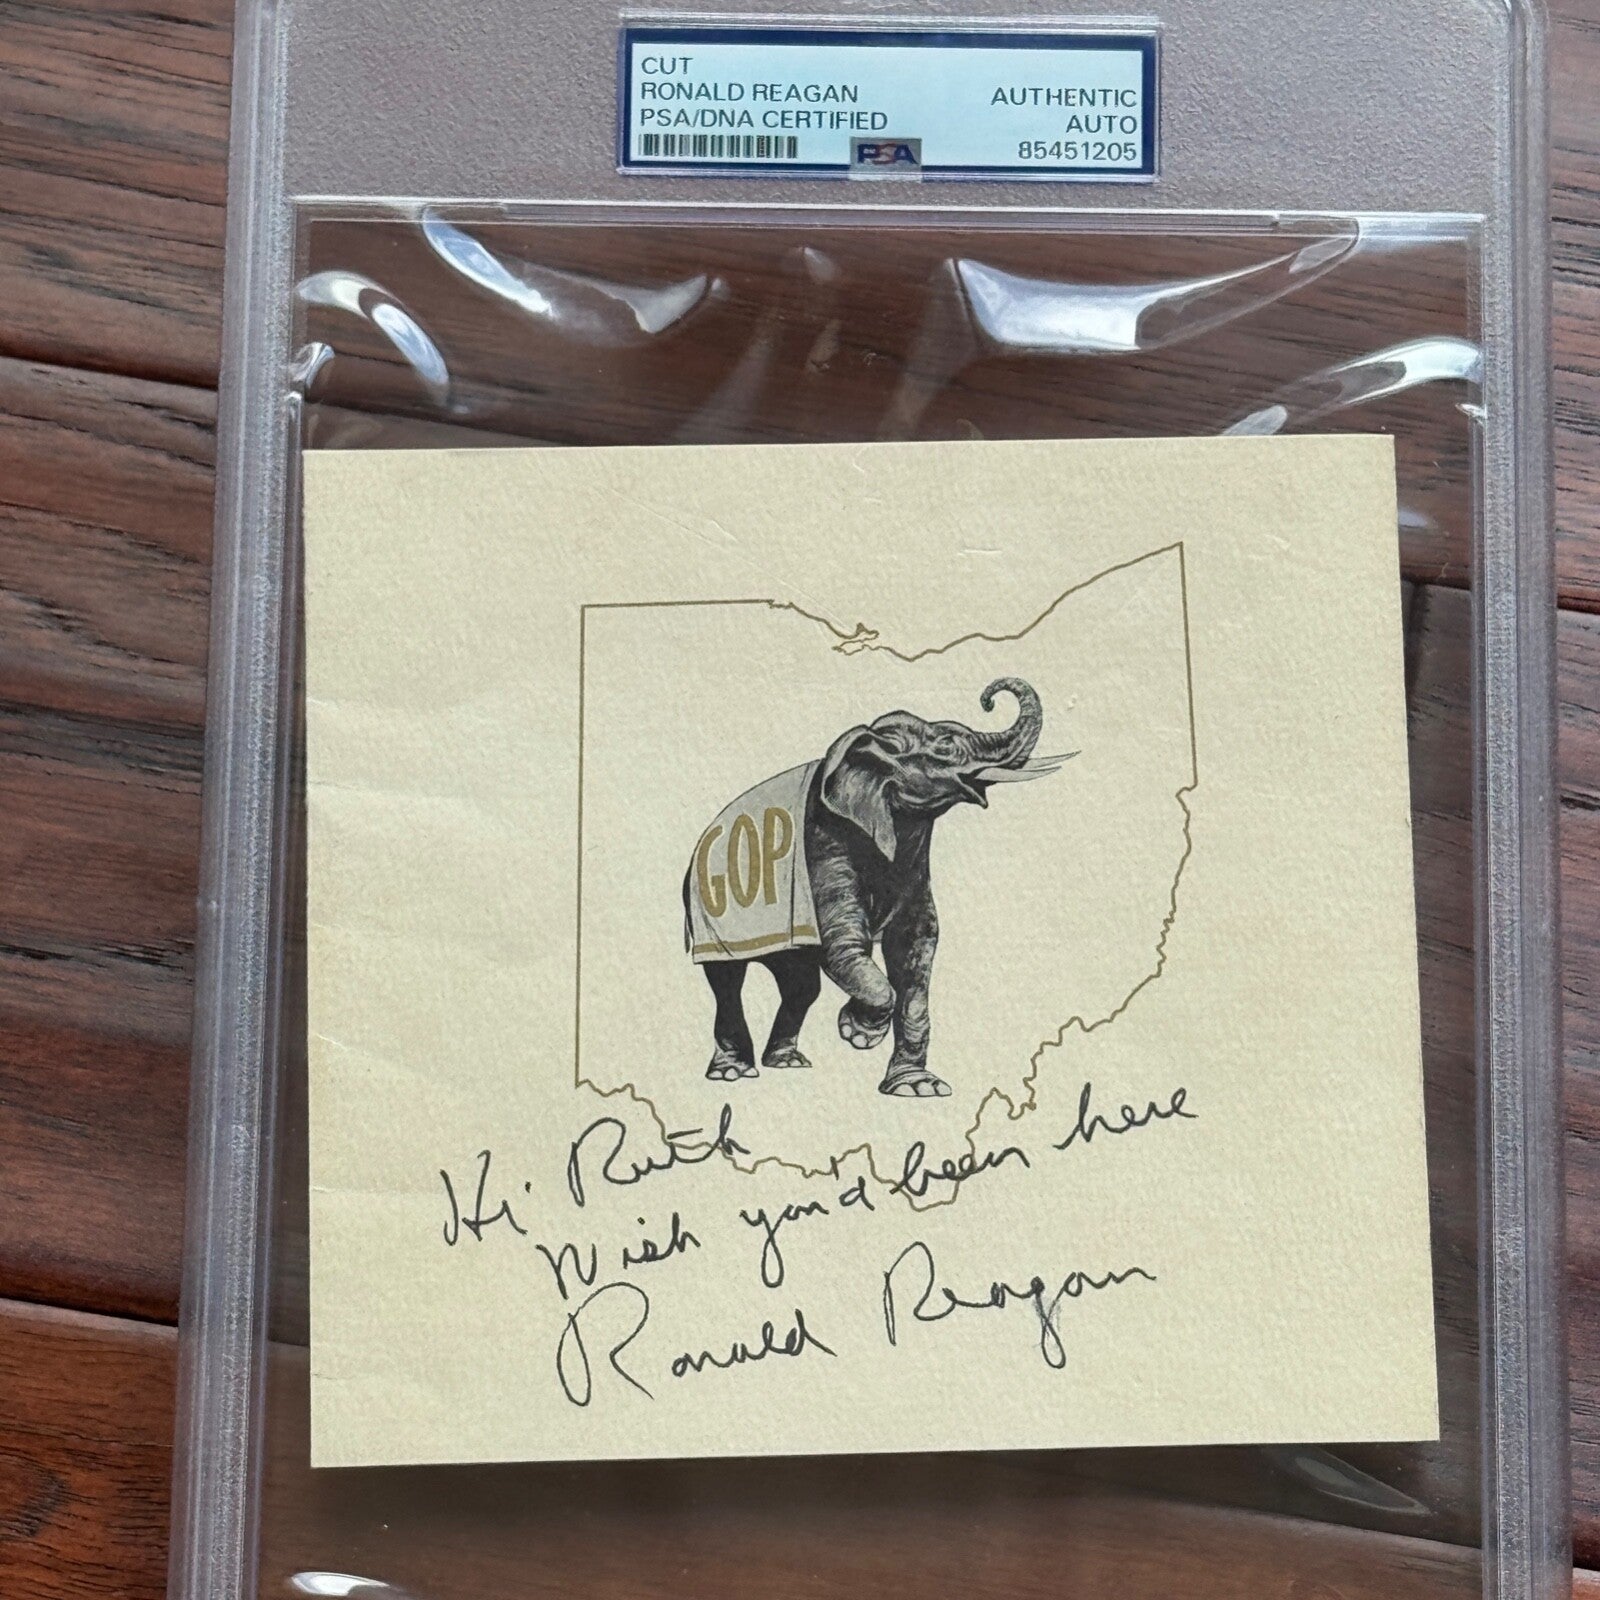 CUT
RONALD REAGAN
PSA/DNA CERTIFIED
AUTHENTIC
AUTO
85451205
PSA
GOP
Hi Ruth
Wish you'd been here
Ronald Reagan